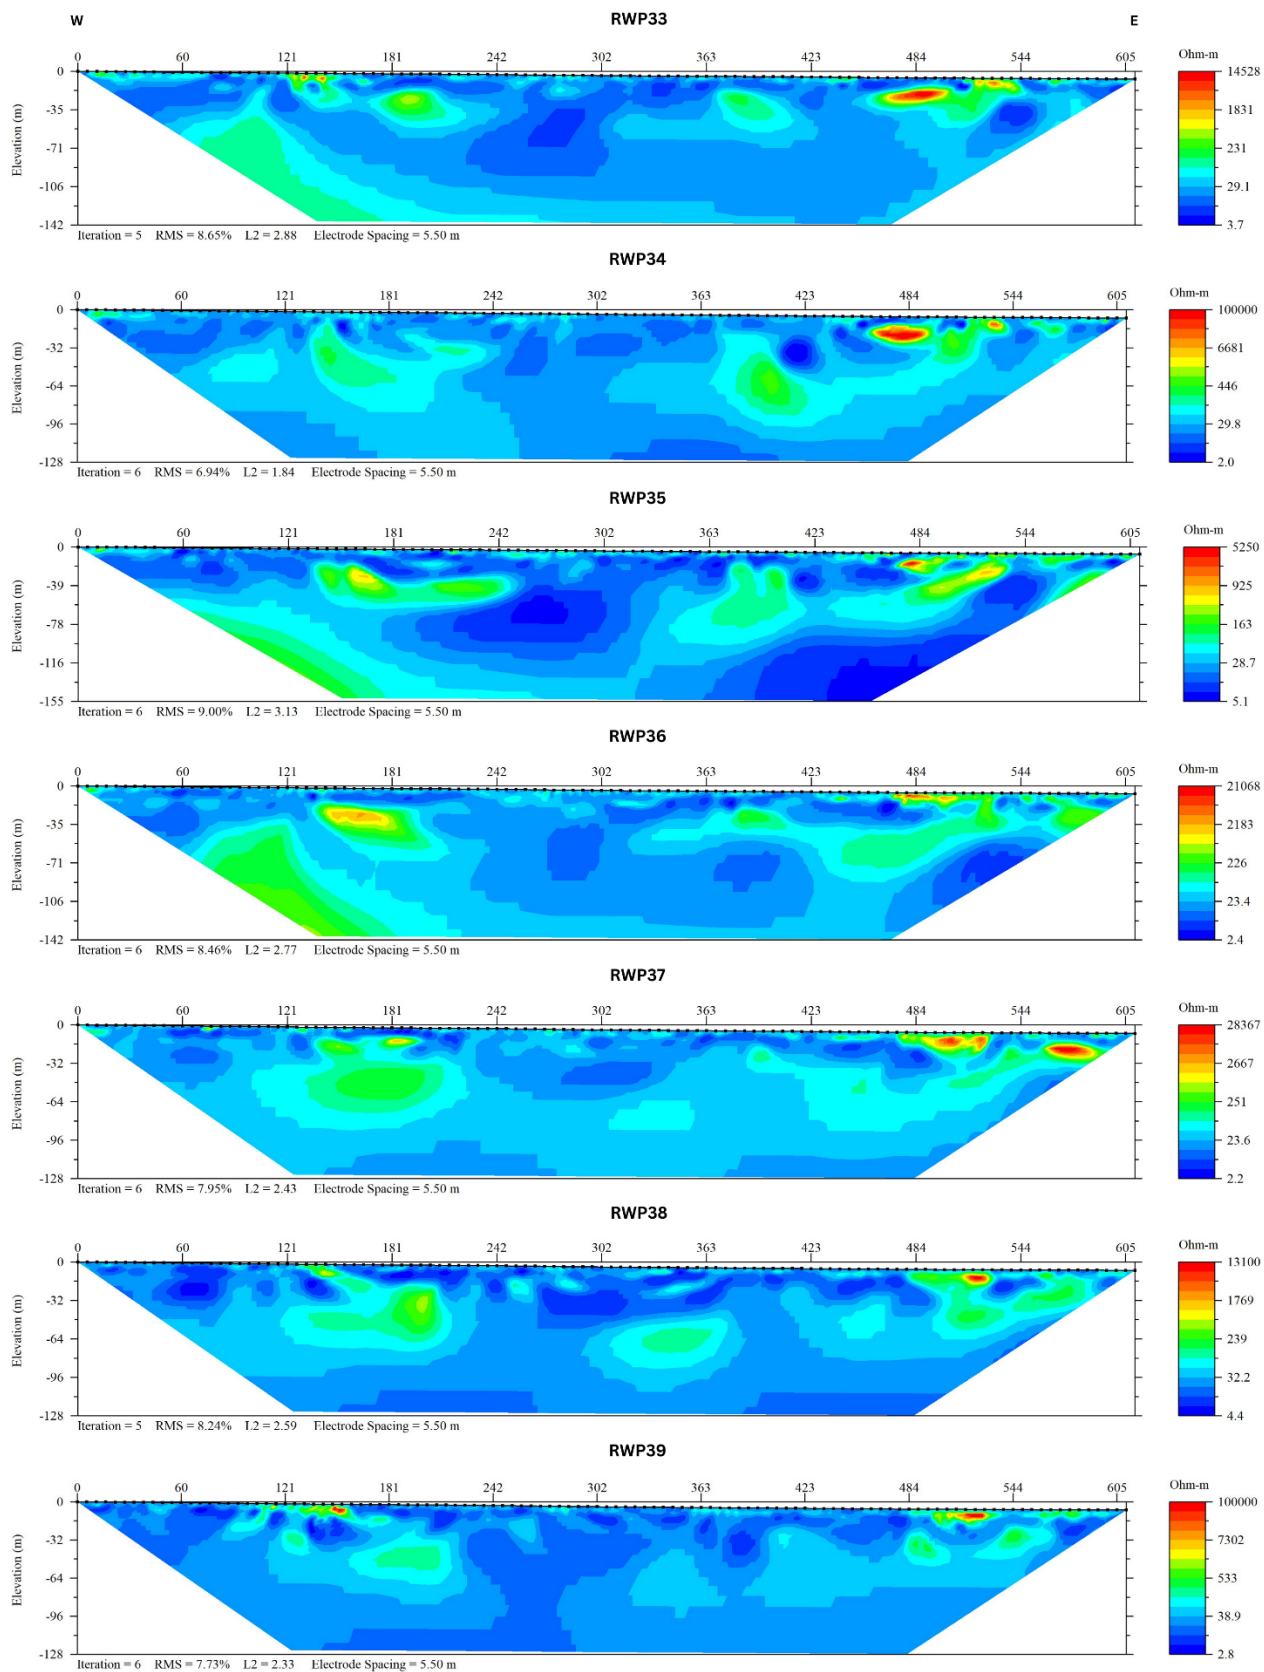 RWP33
W E
0 60 121 181 242 302 363 423 484 544 605
Ohm-m
Elevation (m)
0
-35
-71
-106
-142
14528
1831
231
29.1
3.7
Iteration = 5 RMS = 8.65% L2 = 2.88 Electrode Spacing = 5.50 m
RWP34
0 60 121 181 242 302 363 423 484 544 605
Ohm-m
Elevation (m)
0
-32
-64
-96
-128
100000
6681
446
29.8
2.0
Iteration = 6 RMS = 6.94% L2 = 1.84 Electrode Spacing = 5.50 m
RWP35
0 60 121 181 242 302 363 423 484 544 605
Ohm-m
Elevation (m)
0
-39
-78
-116
-155
5250
925
163
28.7
5.1
Iteration = 6 RMS = 9.00% L2 = 3.13 Electrode Spacing = 5.50 m
RWP36
0 60 121 181 242 302 363 423 484 544 605
Ohm-m
Elevation (m)
0
-35
-71
-106
-142
21068
2183
226
23.4
2.4
Iteration = 6 RMS = 8.46% L2 = 2.77 Electrode Spacing = 5.50 m
RWP37
0 60 121 181 242 302 363 423 484 544 605
Ohm-m
Elevation (m)
0
-32
-64
-96
-128
28367
2667
251
23.6
2.2
Iteration = 6 RMS = 7.95% L2 = 2.43 Electrode Spacing = 5.50 m
RWP38
0 60 121 181 242 302 363 423 484 544 605
Ohm-m
Elevation (m)
0
-32
-64
-96
-128
13100
1769
239
32.2
4.4
Iteration = 5 RMS = 8.24% L2 = 2.59 Electrode Spacing = 5.50 m
RWP39
0 60 121 181 242 302 363 423 484 544 605
Ohm-m
Elevation (m)
0
-32
-64
-96
-128
100000
7302
533
38.9
2.8
Iteration = 6 RMS = 7.73% L2 = 2.33 Electrode Spacing = 5.50 m